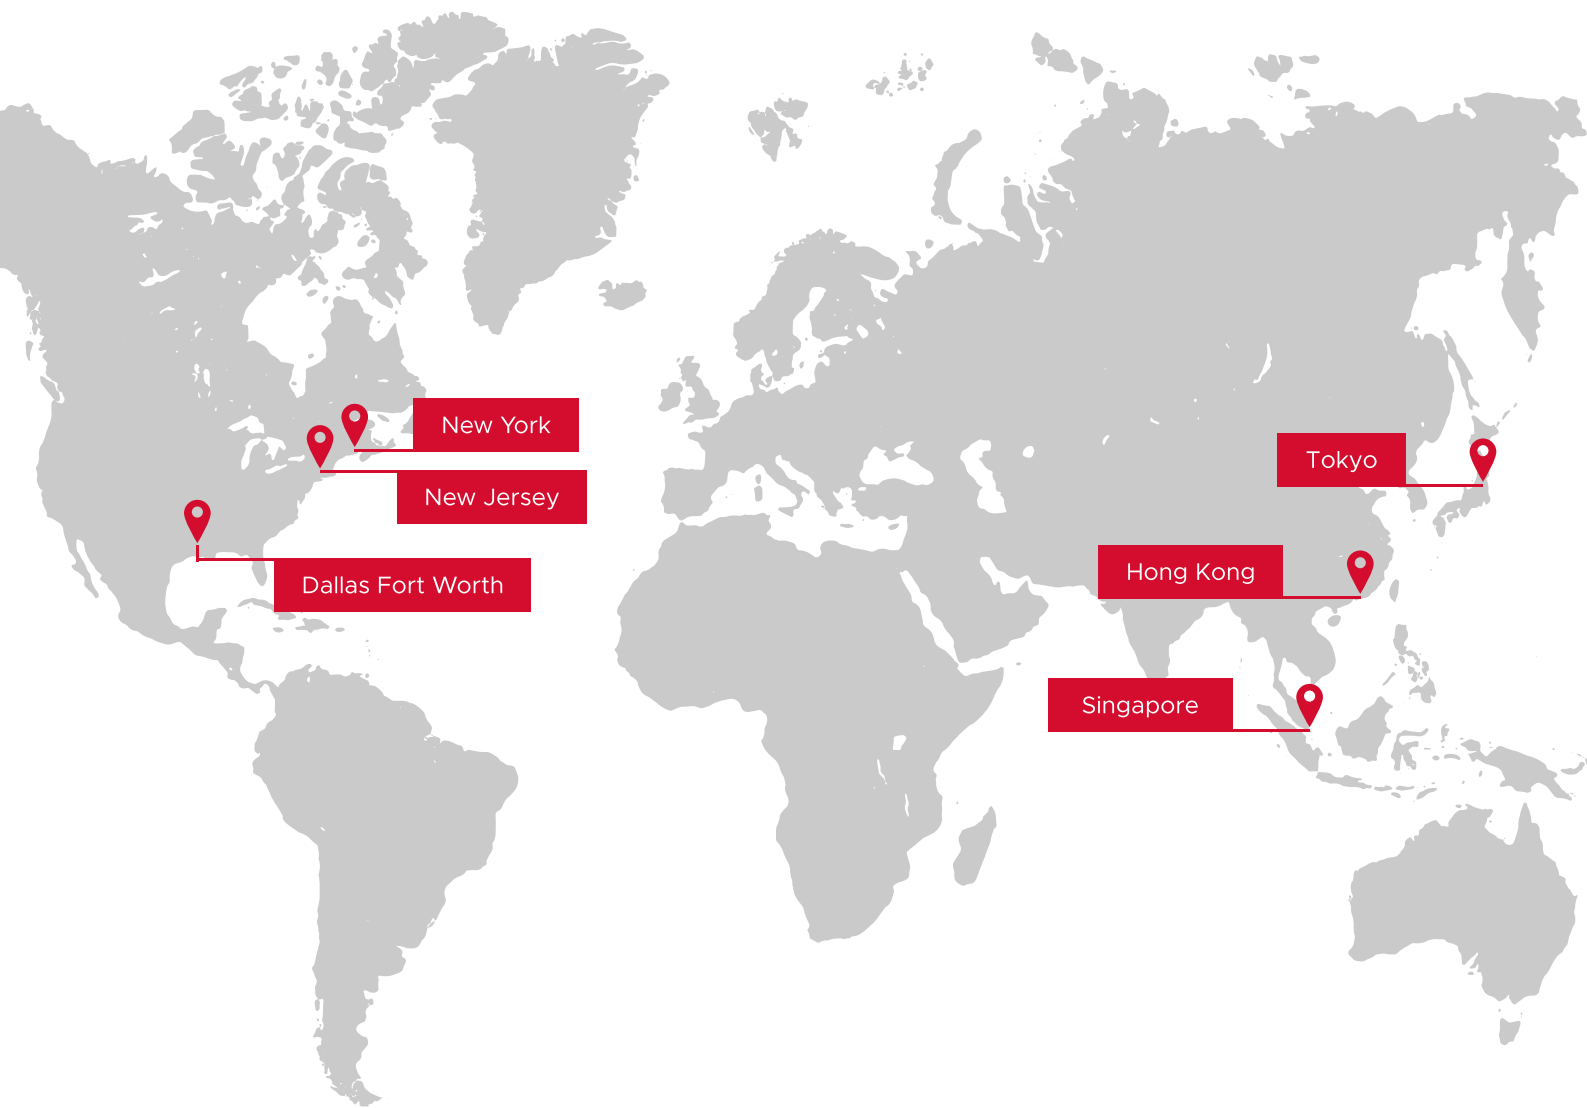 New York
Tokyo
New Jersey
Hong Kong
Dallas Fort Worth
Singapore